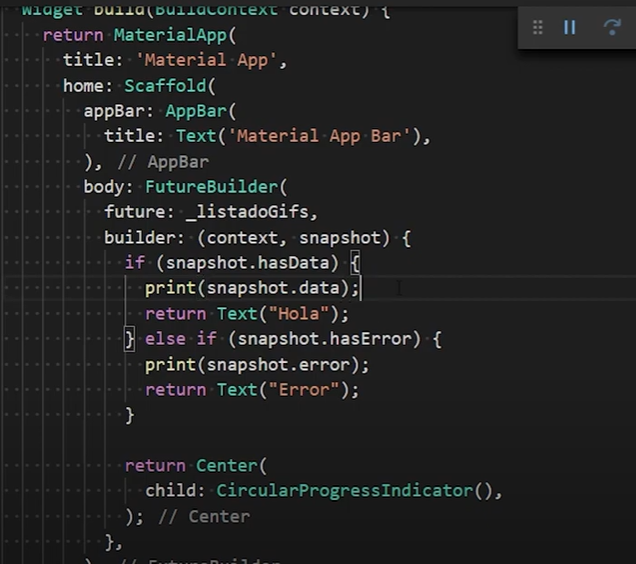 Widget build(BuildContext context) {
return MaterialApp(
title: 'Material App',
home: Scaffold(
appBar: AppBar(
title: Text('Material App Bar'),
), // AppBar
body: FutureBuilder(
future: _listadoGifs,
builder: (context, snapshot) {
if (snapshot.hasData) {
print(snapshot.data);
return Text("Hola");
} else if (snapshot.hasError) {
print(snapshot.error);
return Text("Error");
}
return Center(
child: CircularProgressIndicator(),
); // Center
},
), // FutureBuilder